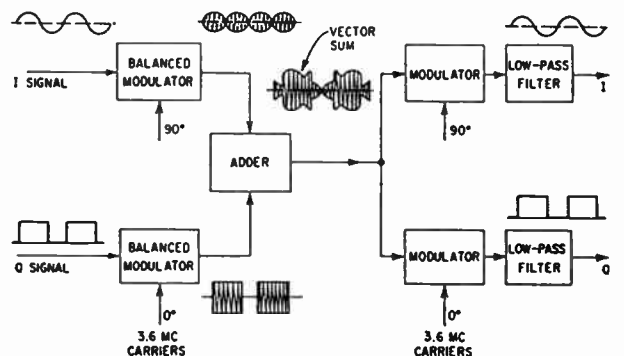 VECTOR
SUM
I SIGNAL
BALANCED
MODULATOR
90°
ADDER
MODULATOR
90°
LOW-PASS
FILTER
I
Q SIGNAL
BALANCED
MODULATOR
0°
3.6 MC
CARRIERS
MODULATOR
0°
3.6 MC
CARRIERS
LOW-PASS
FILTER
Q